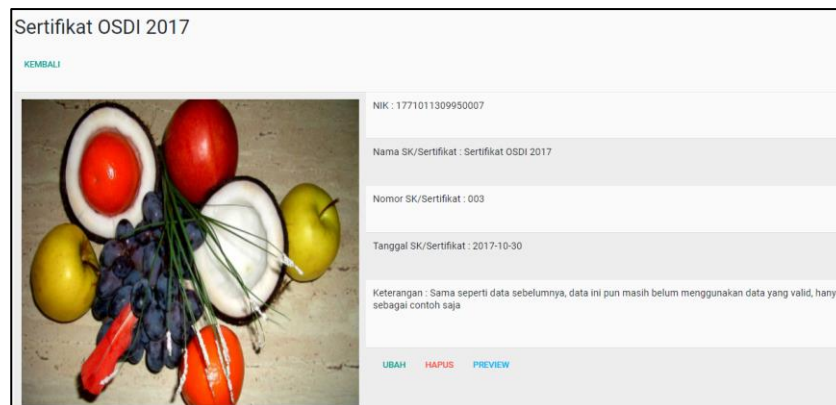 Sertifikat OSDI 2017
KEMBALI
NIK : 1771011309950007
Nama SK/Sertifikat : Sertifikat OSDI 2017
Nomor SK/Sertifikat : 003
Tanggal SK/Sertifikat : 2017-10-30
Keterangan : Sama seperti data sebelumnya, data ini pun masih belum menggunakan data yang valid, hany
sebagai contoh saja
UBAH HAPUS PREVIEW